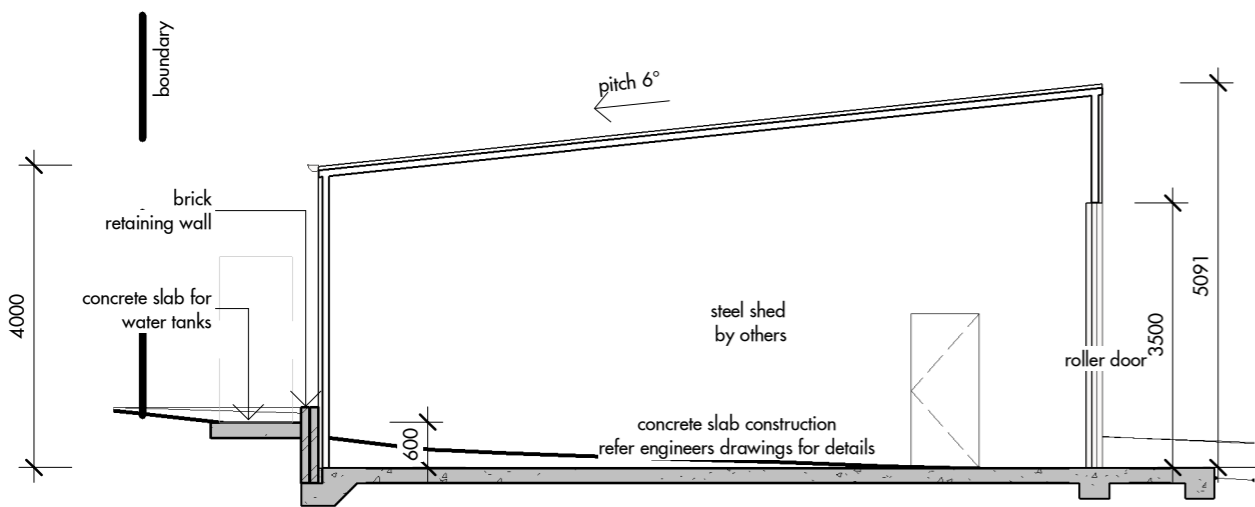 boundary
pitch 6°
brick
retaining wall
concrete slab for
water tanks
4000
steel shed
by others
roller door
3500
5091
600
concrete slab construction
refer engineers drawings for details